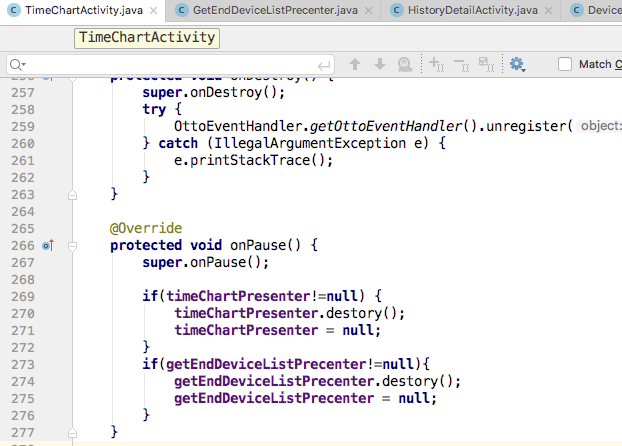 TimeChartActivity.java GetEndDeviceListPrecenter.java HistoryDetailActivity.java Device
TimeChartActivity
Match C
256 protected void onDestroy() {
257 super.onDestroy();
258 try {
259 OttoEventHandler.getOttoEventHandler().unregister( object:
260 } catch (IllegalArgumentException e) {
261 e.printStackTrace();
262 }
263 }
264
265 @Override
266 protected void onPause() {
267 super.onPause();
268
269 if(timeChartPresenter!=null) {
270 timeChartPresenter.destory();
271 timeChartPresenter = null;
272 }
273 if(getEndDeviceListPrecenter!=null){
274 getEndDeviceListPrecenter.destory();
275 getEndDeviceListPrecenter = null;
276 }
277 }